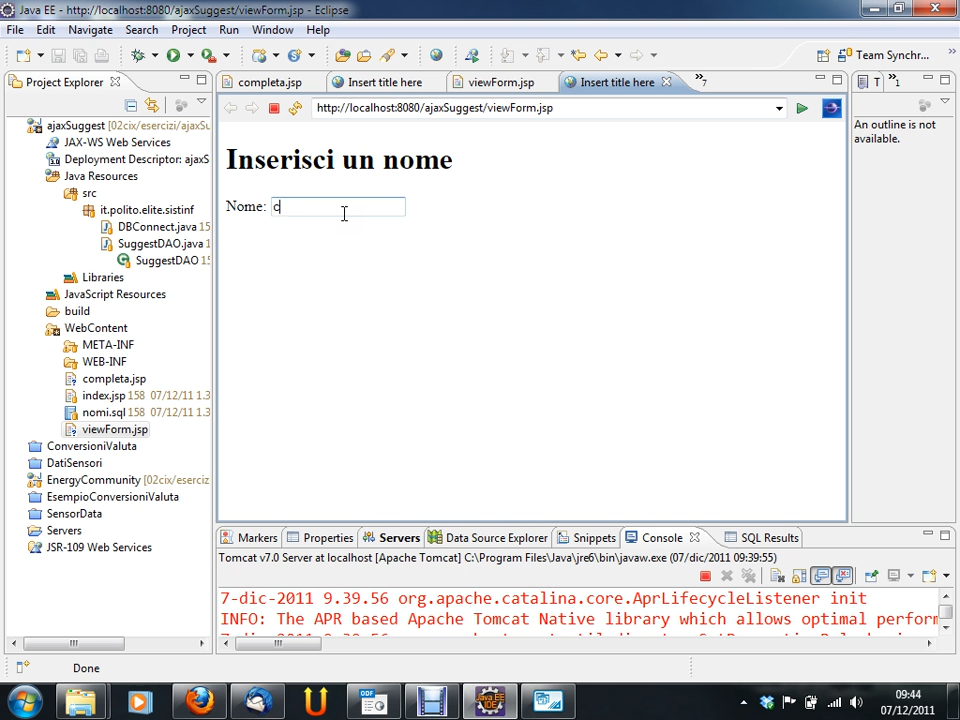 Java EE - http://localhost:8080/ajaxSuggest/viewForm.jsp - Eclipse
File Edit Navigate Search Project Run Window Help
Team Synchr...
Project Explorer
completa.jsp
Insert title here
viewForm.jsp
Insert title here
7
T
1
http://localhost:8080/ajaxSuggest/viewForm.jsp
An outline is not
available.
ajaxSuggest [02cix/esercizi/ajaxSu
JAX-WS Web Services
Deployment Descriptor: ajaxS
Java Resources
src
it.polito.elite.sistinf
DBConnect.java 15
SuggestDAO.java 1
SuggestDAO 15
Libraries
JavaScript Resources
build
WebContent
META-INF
WEB-INF
completa.jsp
index.jsp 158 07/12/11 1.3
nomi.sql 158 07/12/11 1.3
viewForm.jsp
ConversioniValuta
DatiSensori
EnergyCommunity [02cix/eserciz
EsempioConversioniValuta
SensorData
Servers
JSR-109 Web Services
Inserisci un nome
Nome: c
Markers Properties Servers Data Source Explorer Snippets Console SQL Results
Tomcat v7.0 Server at localhost [Apache Tomcat] C:\Program Files\Java\jre6\bin\javaw.exe (07/dic/2011 09:39:55)
7-dic-2011 9.39.56 org.apache.catalina.core.AprLifecycleListener init
INFO: The APR based Apache Tomcat Native library which allows optimal perform
Done
ODF
JAVA EE
IDE
09:44
07/12/2011